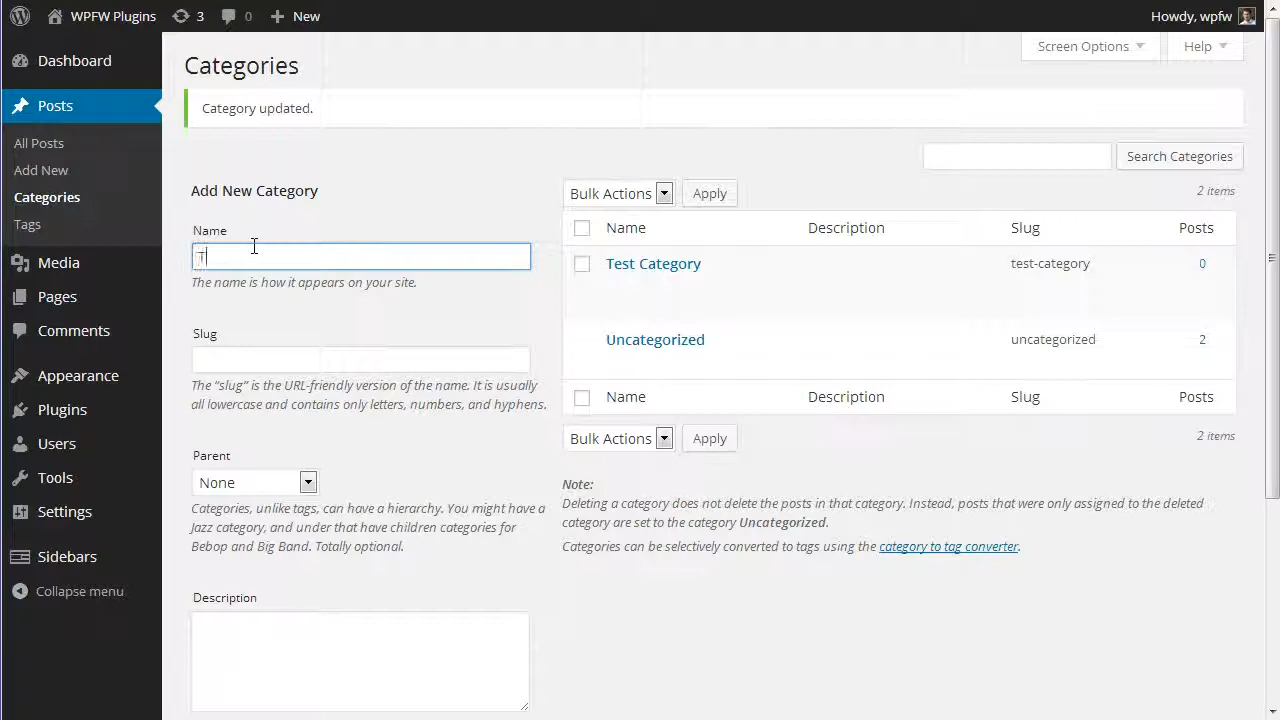 WPFW Plugins 3 0 New Howdy, wpfw
Dashboard
Posts
All Posts
Add New
Categories
Tags
Media
Pages
Comments
Appearance
Plugins
Users
Tools
Settings
Sidebars
Collapse menu
Screen Options Help
Categories
Category updated.
Search Categories
Add New Category
Name
T
The name is how it appears on your site.
Slug
The “slug” is the URL-friendly version of the name. It is usually
all lowercase and contains only letters, numbers, and hyphens.
Parent
None
Categories, unlike tags, can have a hierarchy. You might have a
Jazz category, and under that have children categories for
Bebop and Big Band. Totally optional.
Description
Bulk Actions Apply 2 items
Name Description Slug Posts
Test Category test-category 0
Uncategorized uncategorized 2
Name Description Slug Posts
Bulk Actions Apply 2 items
Note:
Deleting a category does not delete the posts in that category. Instead, posts that were only assigned to the deleted
category are set to the category Uncategorized.
Categories can be selectively converted to tags using the category to tag converter.